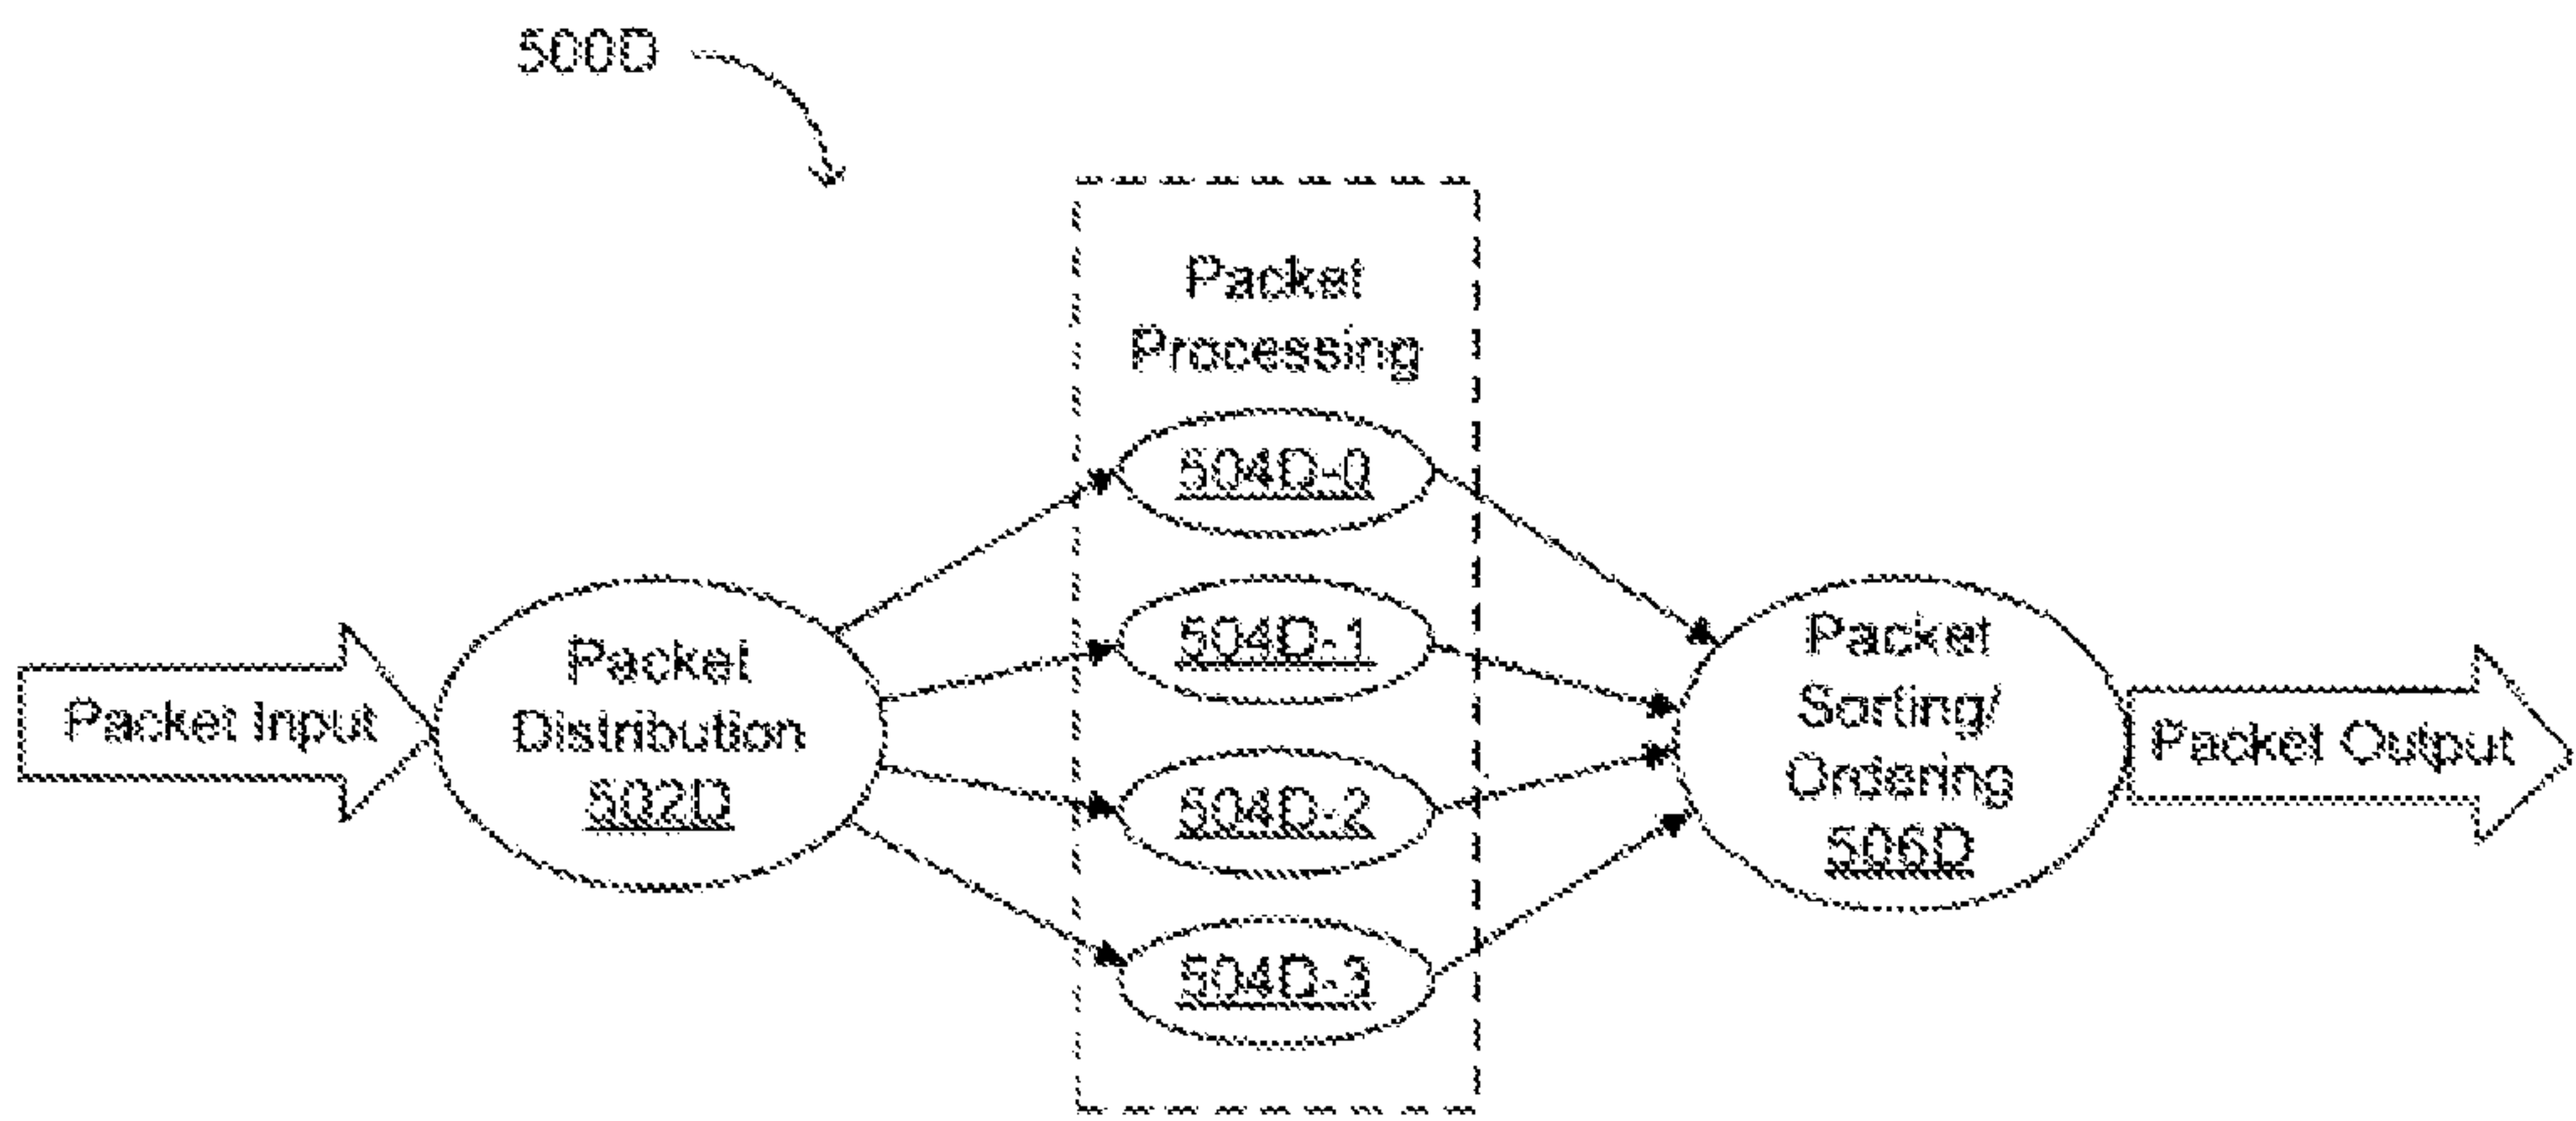 500D
Packet
Processing
504D-0
504D-1
504D-2
504D-3
Packet Input
Packet
Distribution
502D
Packet
Sorting/
Ordering
506D
Packet Output